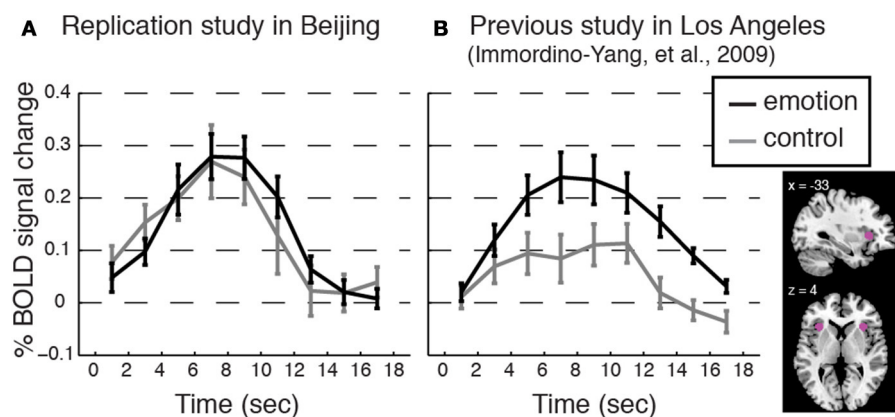 A Replication study in Beijing
B Previous study in Los Angeles
(Immordino-Yang, et al., 2009)
% BOLD signal change
0.4
0.3
0.2
0.1
0
−0.1
0 2 4 6 8 10 12 14 16 18
Time (sec)
0 2 4 6 8 10 12 14 16 18
Time (sec)
emotion
control
x = -33
z = 4